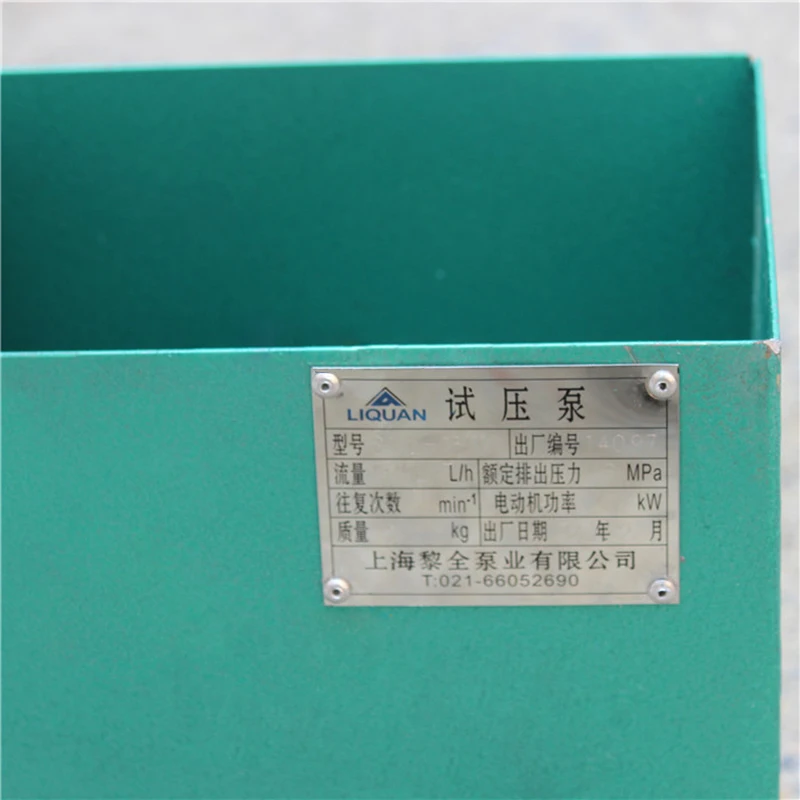 LIQUAN 试压泵
型号 出厂编号
流量 L/h 额定排出压力 MPa
往复次数 min⁻¹ 电动机功率 kW
质量 kg 出厂日期 年 月
上海黎全泵业有限公司
T:021-66052690